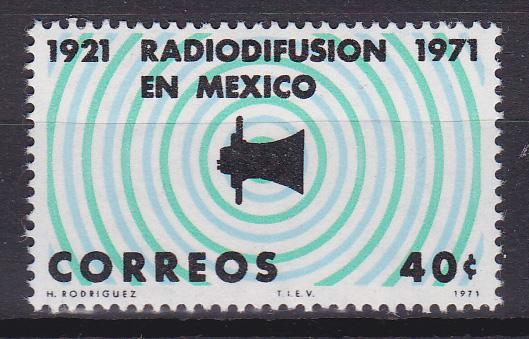 1921 RADIODIFUSION 1971
EN MEXICO
CORREOS 40¢
H. RODRIGUEZ T.I.E.V. 1971